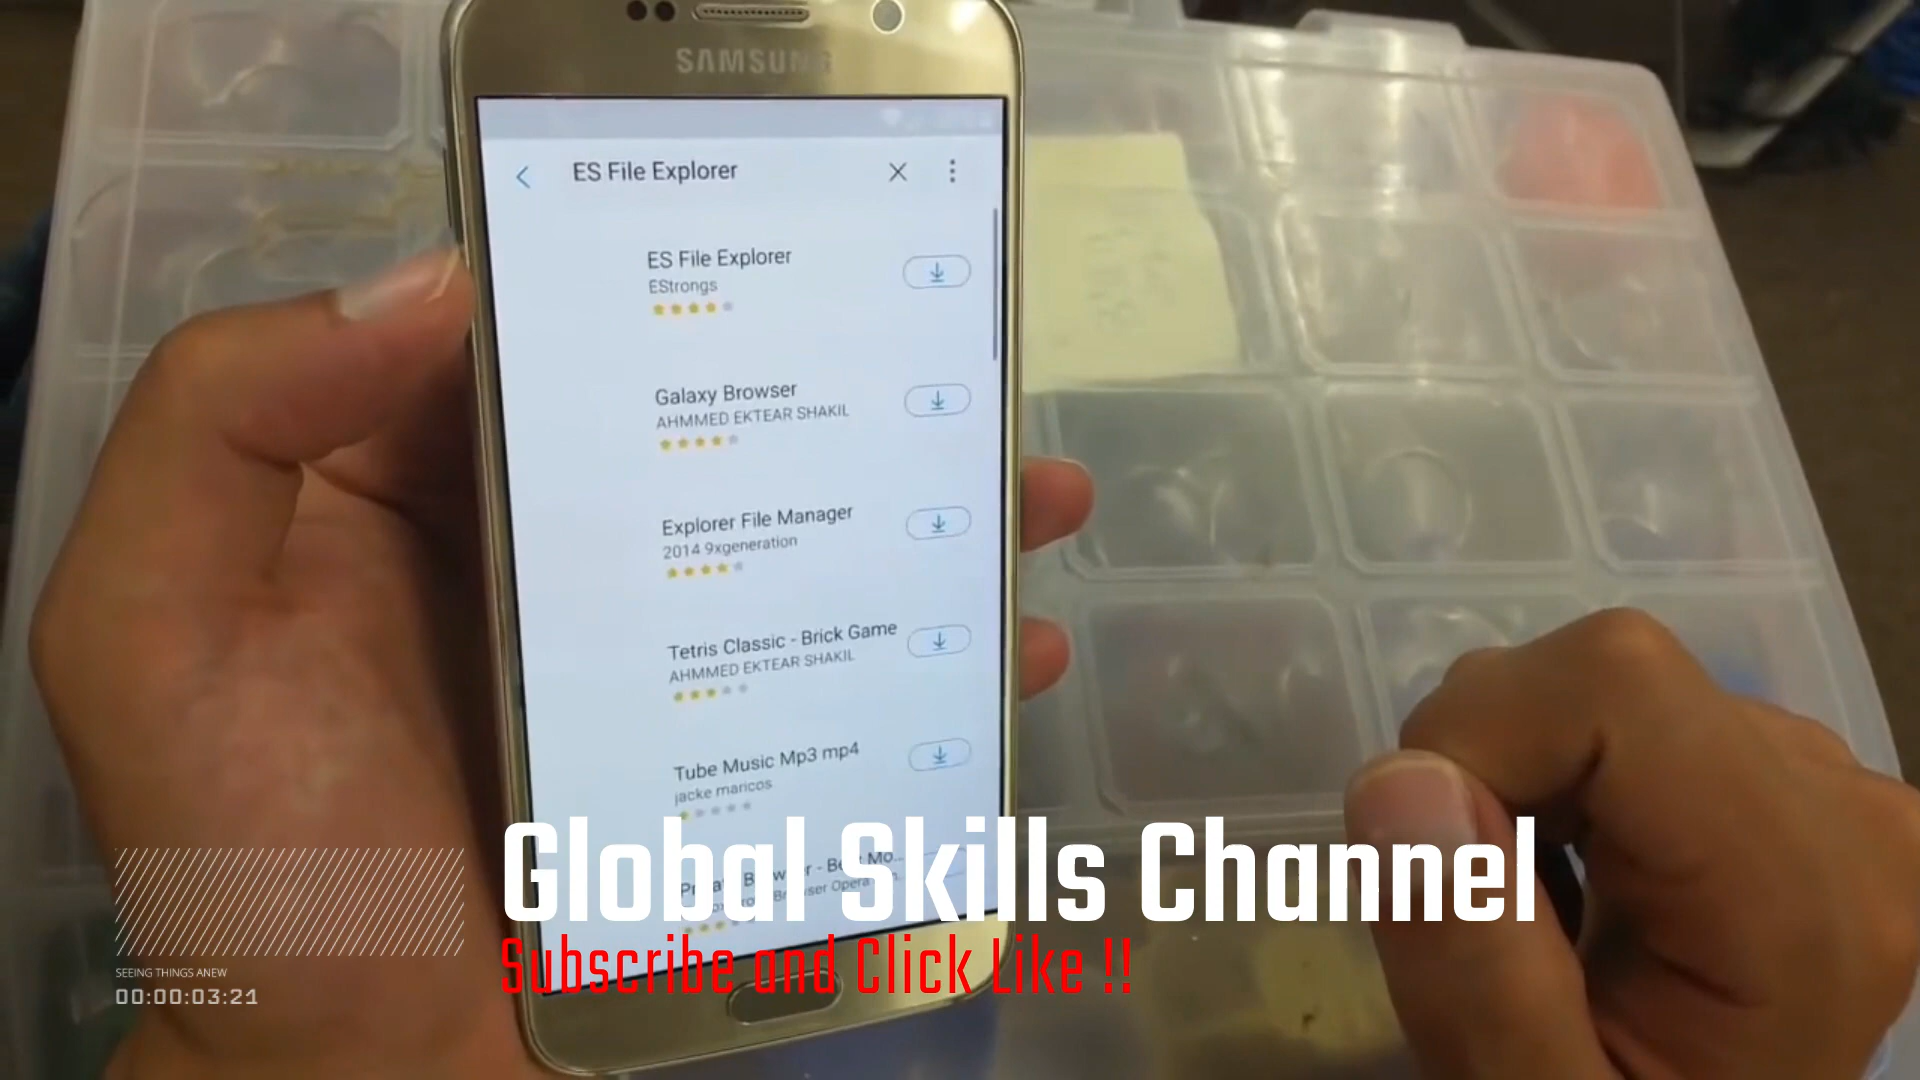 SAMSUNG
ES File Explorer
ES File Explorer
EStrongs
Galaxy Browser
AHMMED EKTEAR SHAKIL
Explorer File Manager
2014 9xgeneration
Tetris Classic - Brick Game
AHMMED EKTEAR SHAKIL
Tube Music Mp3 mp4
jacke maricos
Global Skills Channel
Subscribe and Click Like !!
SEEING THINGS ANEW
00:00:03:21